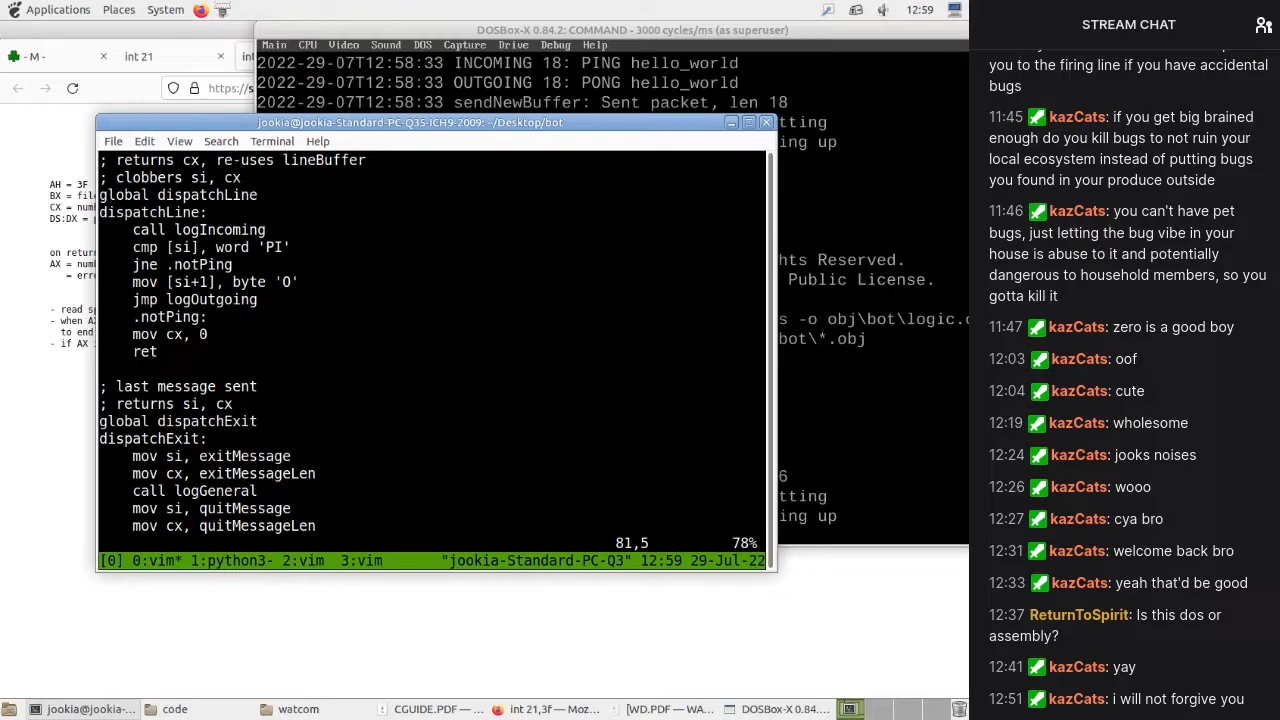 Applications Places System 12:59
DOSBox-X 0.84.2: COMMAND - 3000 cycles/ms (as superuser)
Main CPU Video Sound DOS Capture Drive Debug Help
- M - int 21 int
https://s
2022-29-07T12:58:33 INCOMING 18: PING hello_world
2022-29-07T12:58:33 OUTGOING 18: PONG hello_world
2022-29-07T12:58:33 sendNewBuffer: Sent packet, len 18
tting
ing up
hts Reserved.
Public License.
s -o obj\bot\logic.o
bot\*.obj
6
tting
ing up
AH = 3F
BX = file
CX = num
DS:DX =
on return
AX = num
= erro
- read sp
- when AX
to end
- if AX
jookia@jookia-Standard-PC-Q35-ICH9-2009: ~/Desktop/bot
File Edit View Search Terminal Help
; returns cx, re-uses lineBuffer
; clobbers si, cx
global dispatchLine
dispatchLine:
call logIncoming
cmp [si], word 'PI'
jne .notPing
mov [si+1], byte 'O'
jmp logOutgoing
.notPing:
mov cx, 0
ret
; last message sent
; returns si, cx
global dispatchExit
dispatchExit:
mov si, exitMessage
mov cx, exitMessageLen
call logGeneral
mov si, quitMessage
mov cx, quitMessageLen
81,5 78%
[0] 0:vim* 1:python3- 2:vim 3:vim "jookia-Standard-PC-Q3" 12:59 29-Jul-22
jookia@jookia-... code watcom CGUIDE.PDF — ... int 21,3f — Moz... [WD.PDF — WA... DOSBox-X 0.84....
STREAM CHAT
you to the firing line if you have accidental
bugs
11:45 kazCats: if you get big brained
enough do you kill bugs to not ruin your
local ecosystem instead of putting bugs
you found in your produce outside
11:46 kazCats: you can't have pet
bugs, just letting the bug vibe in your
house is abuse to it and potentially
dangerous to household members, so you
gotta kill it
11:47 kazCats: zero is a good boy
12:03 kazCats: oof
12:04 kazCats: cute
12:19 kazCats: wholesome
12:24 kazCats: jooks noises
12:26 kazCats: wooo
12:27 kazCats: cya bro
12:31 kazCats: welcome back bro
12:33 kazCats: yeah that'd be good
12:37 ReturnToSpirit: Is this dos or
assembly?
12:41 kazCats: yay
12:51 kazCats: i will not forgive you